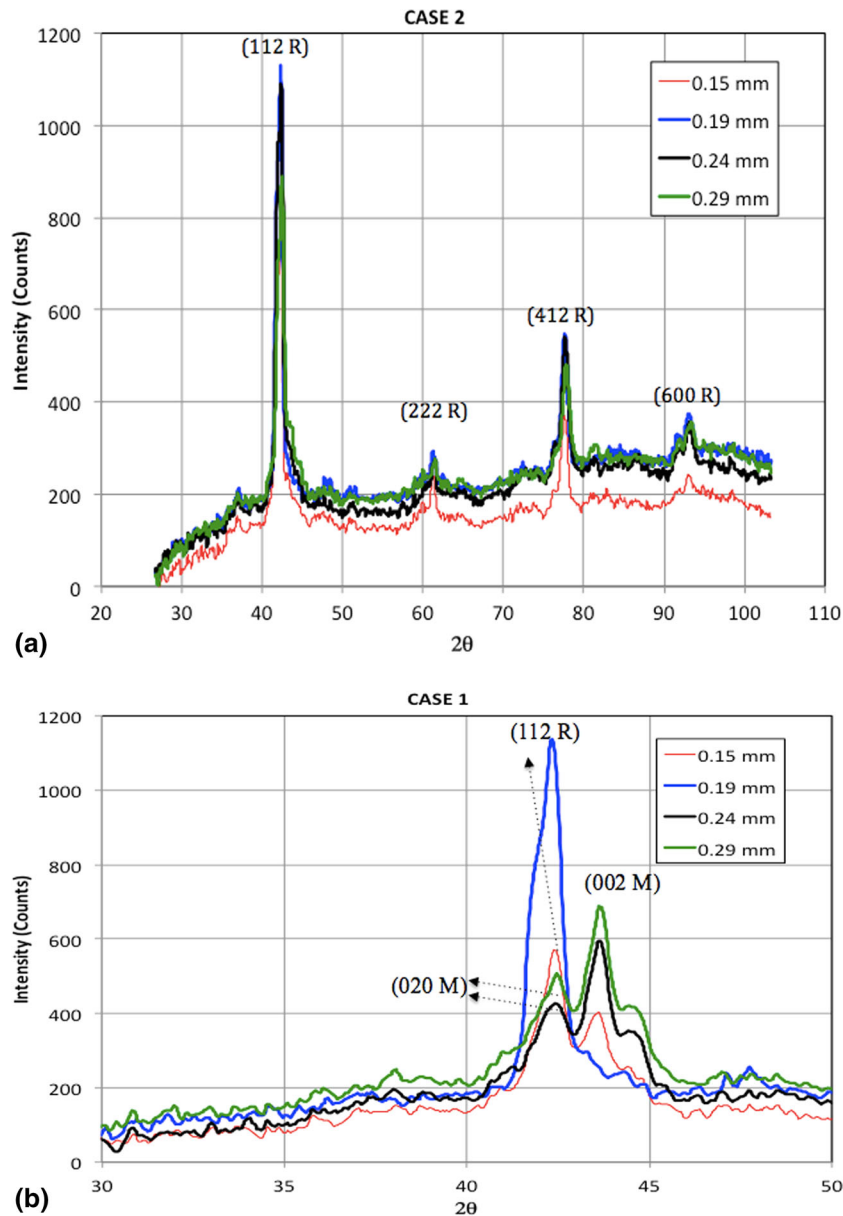 CASE 2
1200
1000
800
600
400
200
0
Intensity (Counts)
(112 R)
(222 R)
(412 R)
(600 R)
0.15 mm
0.19 mm
0.24 mm
0.29 mm
20 30 40 50 60 70 80 90 100 110
2θ
(a)
CASE 1
1200
1000
800
600
400
200
0
Intensity (Counts)
(112 R)
(002 M)
(020 M)
0.15 mm
0.19 mm
0.24 mm
0.29 mm
30 35 40 45 50
2θ
(b)